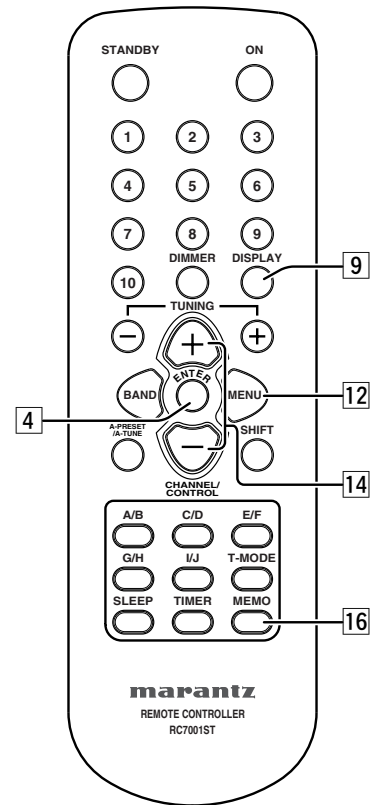 STANDBY ON
1 2 3
4 5 6
7 8 9
DIMMER DISPLAY
10
9
TUNING
− +
+
BAND ENTER MENU
12
4
A-PRESET
/A-TUNE
SHIFT
−
14
CHANNEL/
CONTROL
A/B C/D E/F
G/H I/J T-MODE
SLEEP TIMER MEMO
16
marantz
REMOTE CONTROLLER
RC7001ST